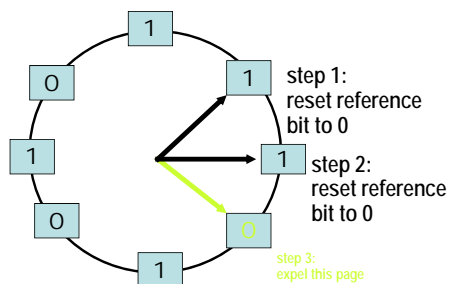 1
0
1
step 1:
reset reference
bit to 0
1
1
step 2:
reset reference
bit to 0
0
0
1
step 3:
expel this page